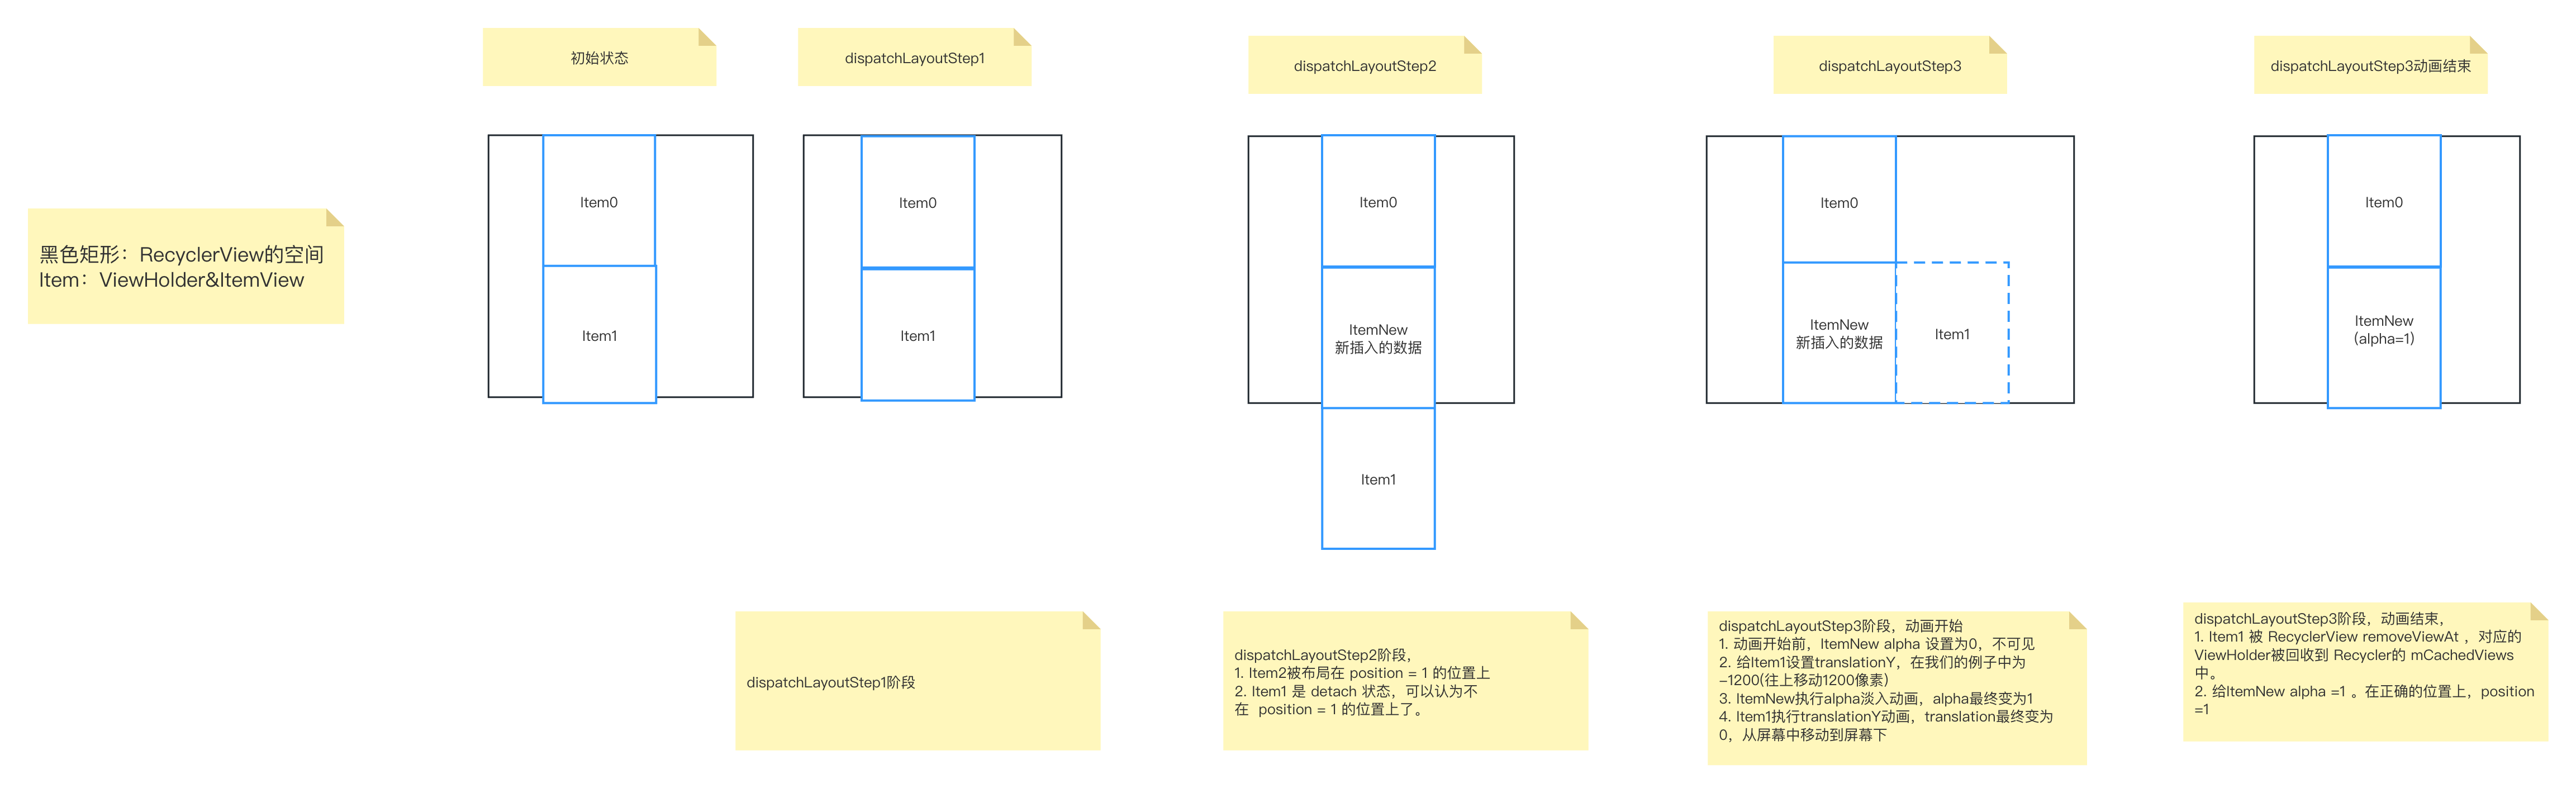 初始状态
dispatchLayoutStep1
dispatchLayoutStep2
dispatchLayoutStep3
dispatchLayoutStep3动画结束
黑色矩形：RecyclerView的空间
Item：ViewHolder&ItemView
Item0
Item1
Item0
Item1
Item0
ItemNew
新插入的数据
Item1
Item0
ItemNew
新插入的数据
Item1
Item0
ItemNew
(alpha=1)
dispatchLayoutStep1阶段
dispatchLayoutStep2阶段，
1. Item2被布局在 position = 1 的位置上
2. Item1 是 detach 状态，可以认为不
在  position = 1 的位置上了。
dispatchLayoutStep3阶段，动画开始
1. 动画开始前，ItemNew alpha 设置为0，不可见
2. 给Item1设置translationY，在我们的例子中为
-1200(往上移动1200像素)
3. ItemNew执行alpha淡入动画，alpha最终变为1
4. Item1执行translationY动画，translation最终变为
0，从屏幕中移动到屏幕下
dispatchLayoutStep3阶段，动画结束，
1. Item1 被 RecyclerView removeViewAt ，对应的
ViewHolder被回收到 Recycler的 mCachedViews
中。
2. 给ItemNew alpha =1 。在正确的位置上，position
=1